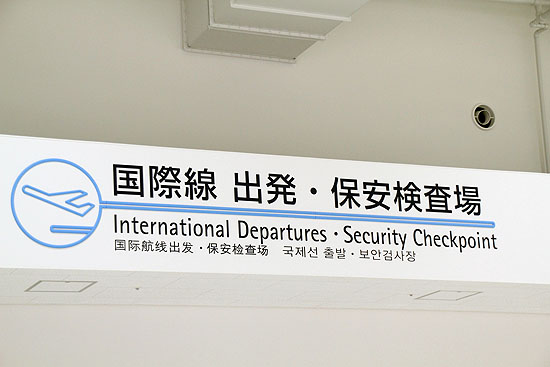 国際線 出発・保安検査場
International Departures・Security Checkpoint
国际航线出发・保安检查场 국제선 출발・보안검사장